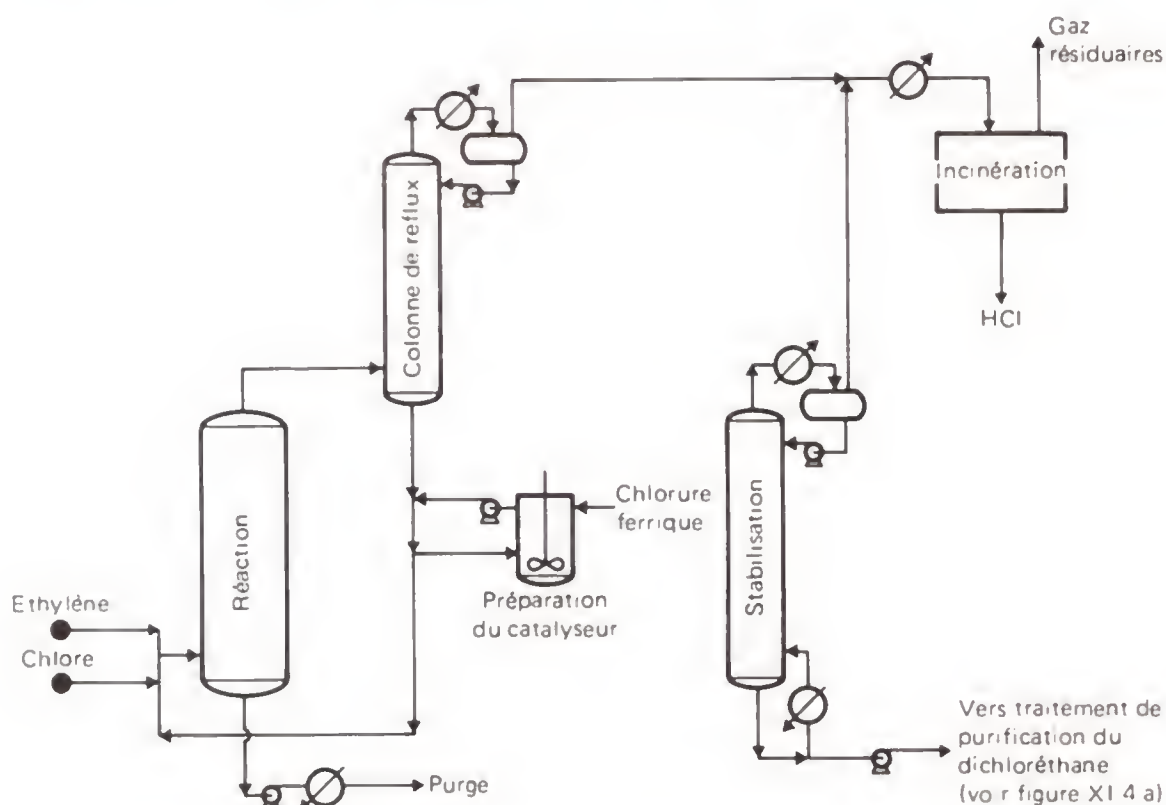 Gaz
résiduaires
Incinération
HCl
Colonne de reflux
Réaction
Chlorure
ferrique
Préparation
du catalyseur
Stabilisation
Ethylène
Chlore
Purge
Vers traitement de
purification du
dichloréthane
(vo r figure XI 4 a)